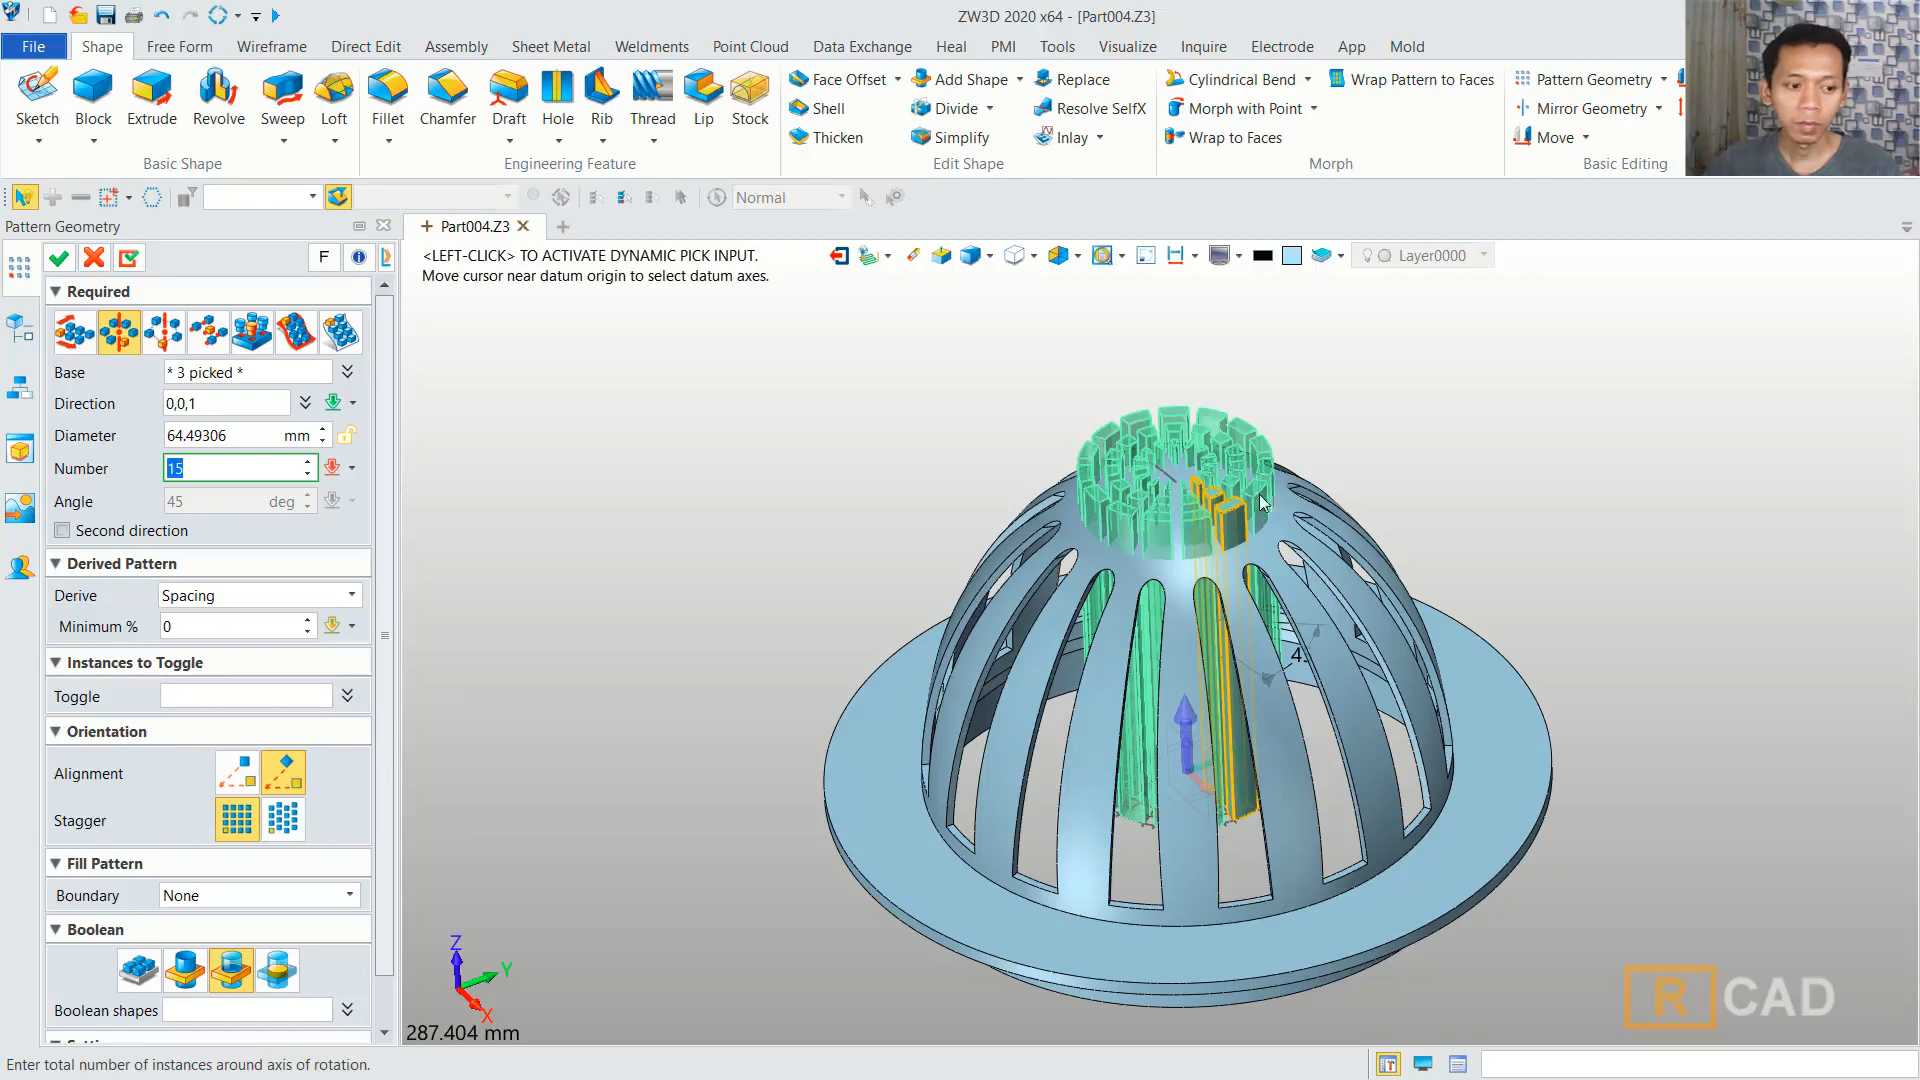 ZW3D 2020 x64 - [Part004.Z3]
File Shape Free Form Wireframe Direct Edit Assembly Sheet Metal Weldments Point Cloud Data Exchange Heal PMI Tools Visualize Inquire Electrode App Mold
Face Offset Add Shape Replace Cylindrical Bend Wrap Pattern to Faces Pattern Geometry
Sketch Block Extrude Revolve Sweep Loft Fillet Chamfer Draft Hole Rib Thread Lip Stock Shell Divide Resolve SelfX Morph with Point Mirror Geometry
Thicken Simplify Inlay Wrap to Faces Move
Basic Shape Engineering Feature Edit Shape Morph Basic Editing
Normal
Pattern Geometry
Part004.Z3
F
<LEFT-CLICK> TO ACTIVATE DYNAMIC PICK INPUT.
Move cursor near datum origin to select datum axes.
Layer0000
Required
Base * 3 picked *
Direction 0,0,1
Diameter 64.49306 mm
Number 15
Angle 45 deg
Second direction
Derived Pattern
Derive Spacing
Minimum % 0
Instances to Toggle
Toggle
Orientation
Alignment
Stagger
Fill Pattern
Boundary None
Boolean
Boolean shapes
Z
Y
X
287.404 mm
R CAD
Enter total number of instances around axis of rotation.